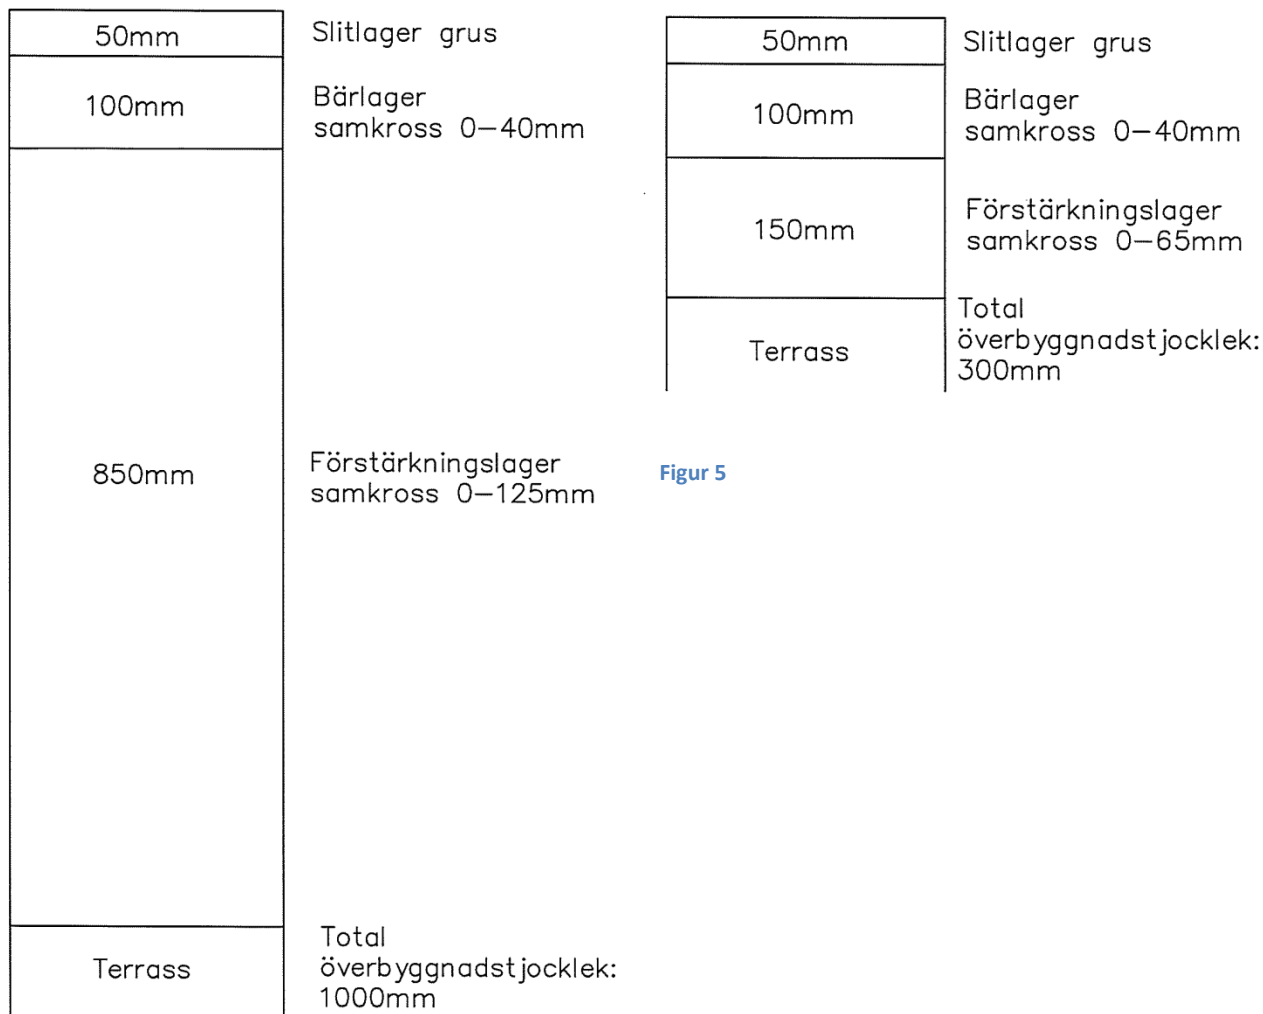 50mm
Slitlager grus
100mm
Bärlager
samkross 0-40mm
850mm
Förstärkningslager
samkross 0-125mm
Terrass
Total
överbyggnadstjocklek:
1000mm
50mm
Slitlager grus
100mm
Bärlager
samkross 0-40mm
150mm
Förstärkningslager
samkross 0-65mm
Terrass
Total
överbyggnadstjocklek:
300mm
Figur 5